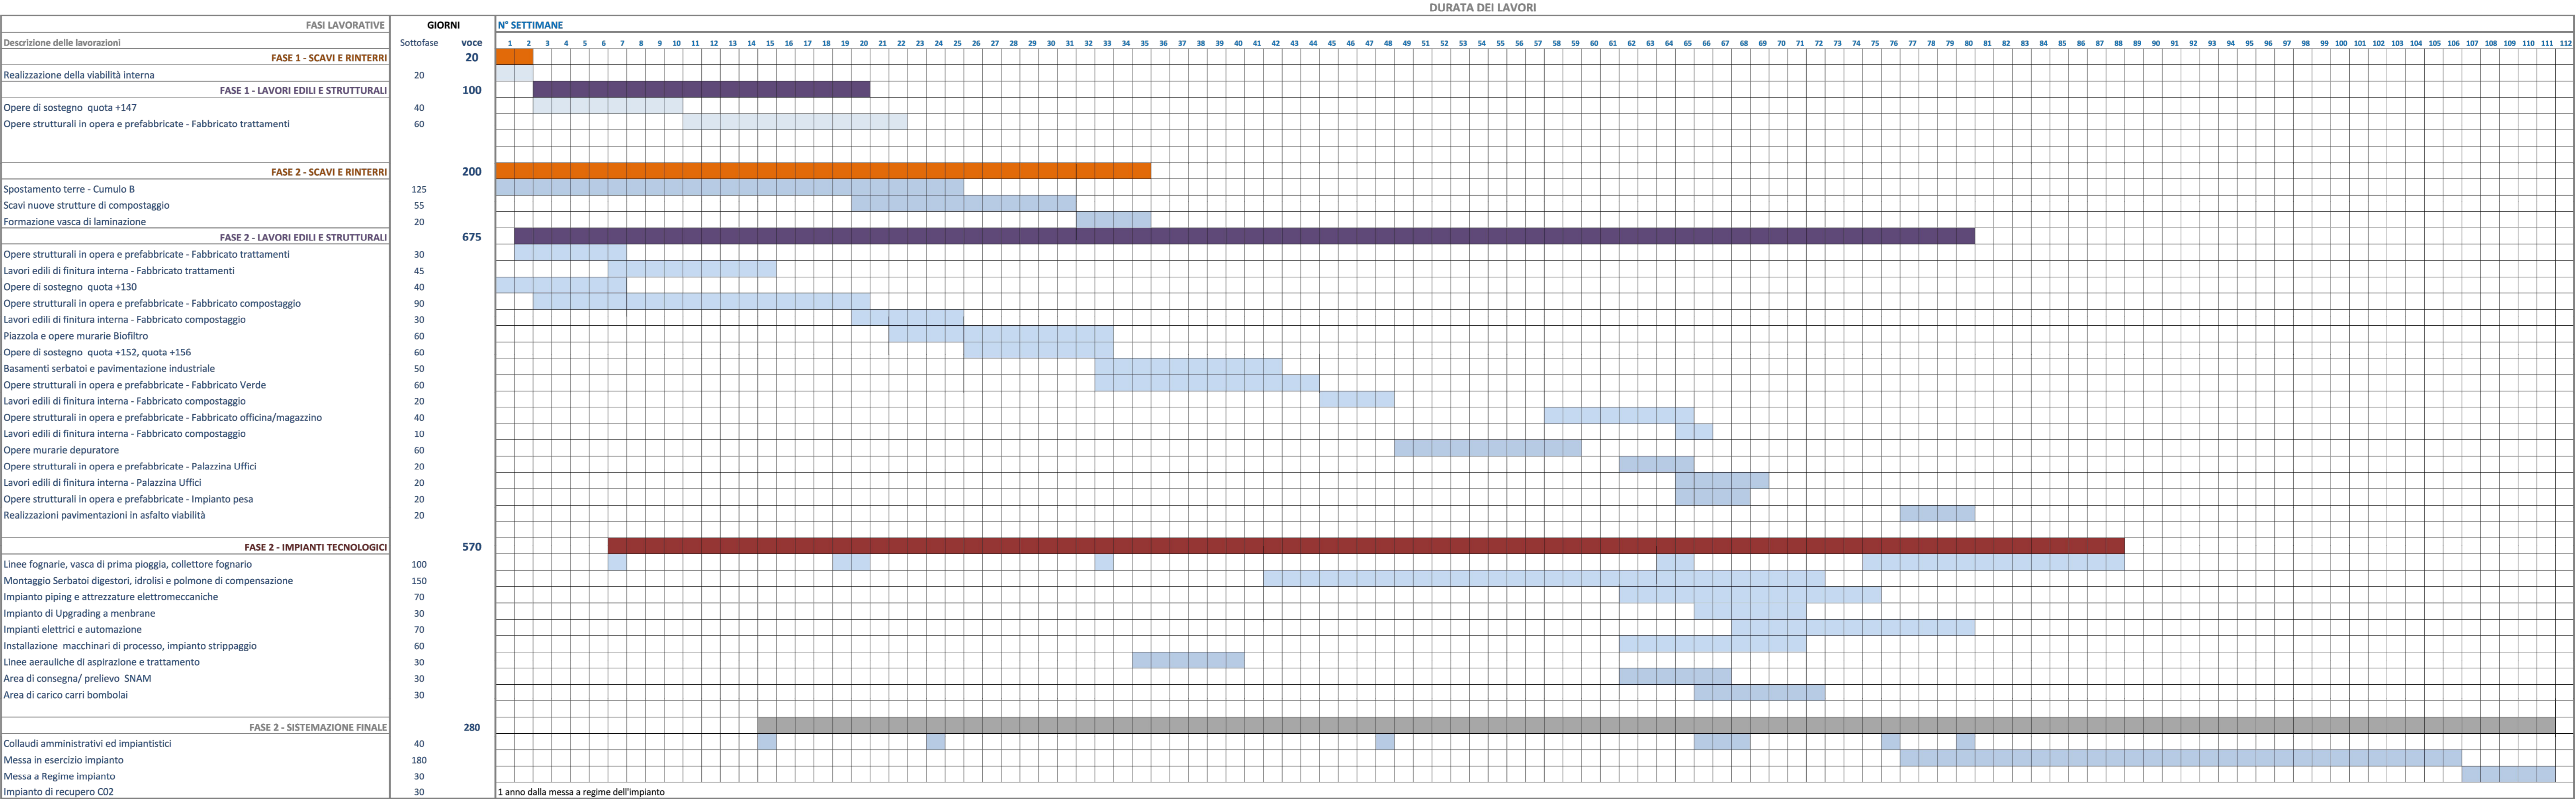 DURATA DEI LAVORI
FASI LAVORATIVE GIORNI N° SETTIMANE
Descrizione delle lavorazioni Sottofase voce 1 2 3 4 5 6 7 8 9 10 11 12 13 14 15 16 17 18 19 20 21 22 23 24 25 26 27 28 29 30 31 32 33 34 35 36 37 38 39 40 41 42 43 44 45 46 47 48 49 50 51 52 53 54 55 56 57 58 59 60 61 62 63 64 65 66 67 68 69 70 71 72 73 74 75 76 77 78 79 80 81 82 83 84 85 86 87 88 89 90 91 92 93 94 95 96 97 98 99 100 101 102 103 104 105 106 107 108 109 110 111 112
FASE 1 - SCAVI E RINTERRI 20
Realizzazione della viabilità interna 20
FASE 1 - LAVORI EDILI E STRUTTURALI 100
Opere di sostegno quota +147 40
Opere strutturali in opera e prefabbricate - Fabbricato trattamenti 60
FASE 2 - SCAVI E RINTERRI 200
Spostamento terre - Cumulo B 125
Scavi nuove strutture di compostaggio 55
Formazione vasca di laminazione 20
FASE 2 - LAVORI EDILI E STRUTTURALI 675
Opere strutturali in opera e prefabbricate - Fabbricato trattamenti 30
Lavori edili di finitura interna - Fabbricato trattamenti 45
Opere di sostegno quota +130 40
Opere strutturali in opera e prefabbricate - Fabbricato compostaggio 90
Lavori edili di finitura interna - Fabbricato compostaggio 30
Piazzola e opere murarie Biofiltro 60
Opere di sostegno quota +152, quota +156 60
Basamenti serbatoi e pavimentazione industriale 50
Opere strutturali in opera e prefabbricate - Fabbricato Verde 60
Lavori edili di finitura interna - Fabbricato compostaggio 20
Opere strutturali in opera e prefabbricate - Fabbricato officina/magazzino 40
Lavori edili di finitura interna - Fabbricato compostaggio 10
Opere murarie depuratore 60
Opere strutturali in opera e prefabbricate - Palazzina Uffici 20
Lavori edili di finitura interna - Palazzina Uffici 20
Opere strutturali in opera e prefabbricate - Impianto pesa 20
Realizzazioni pavimentazioni in asfalto viabilità 20
FASE 2 - IMPIANTI TECNOLOGICI 570
Linee fognarie, vasca di prima pioggia, collettore fognario 100
Montaggio Serbatoi digestori, idrolisi e polmone di compensazione 150
Impianto piping e attrezzature elettromeccaniche 70
Impianto di Upgrading a menbrane 30
Impianti elettrici e automazione 70
Installazione macchinari di processo, impianto strippaggio 60
Linee aerauliche di aspirazione e trattamento 30
Area di consegna/ prelievo SNAM 30
Area di carico carri bombolai 30
FASE 2 - SISTEMAZIONE FINALE 280
Collaudi amministrativi ed impiantistici 40
Messa in esercizio impianto 180
Messa a Regime impianto 30
Impianto di recupero C02 30 1 anno dalla messa a regime dell'impianto